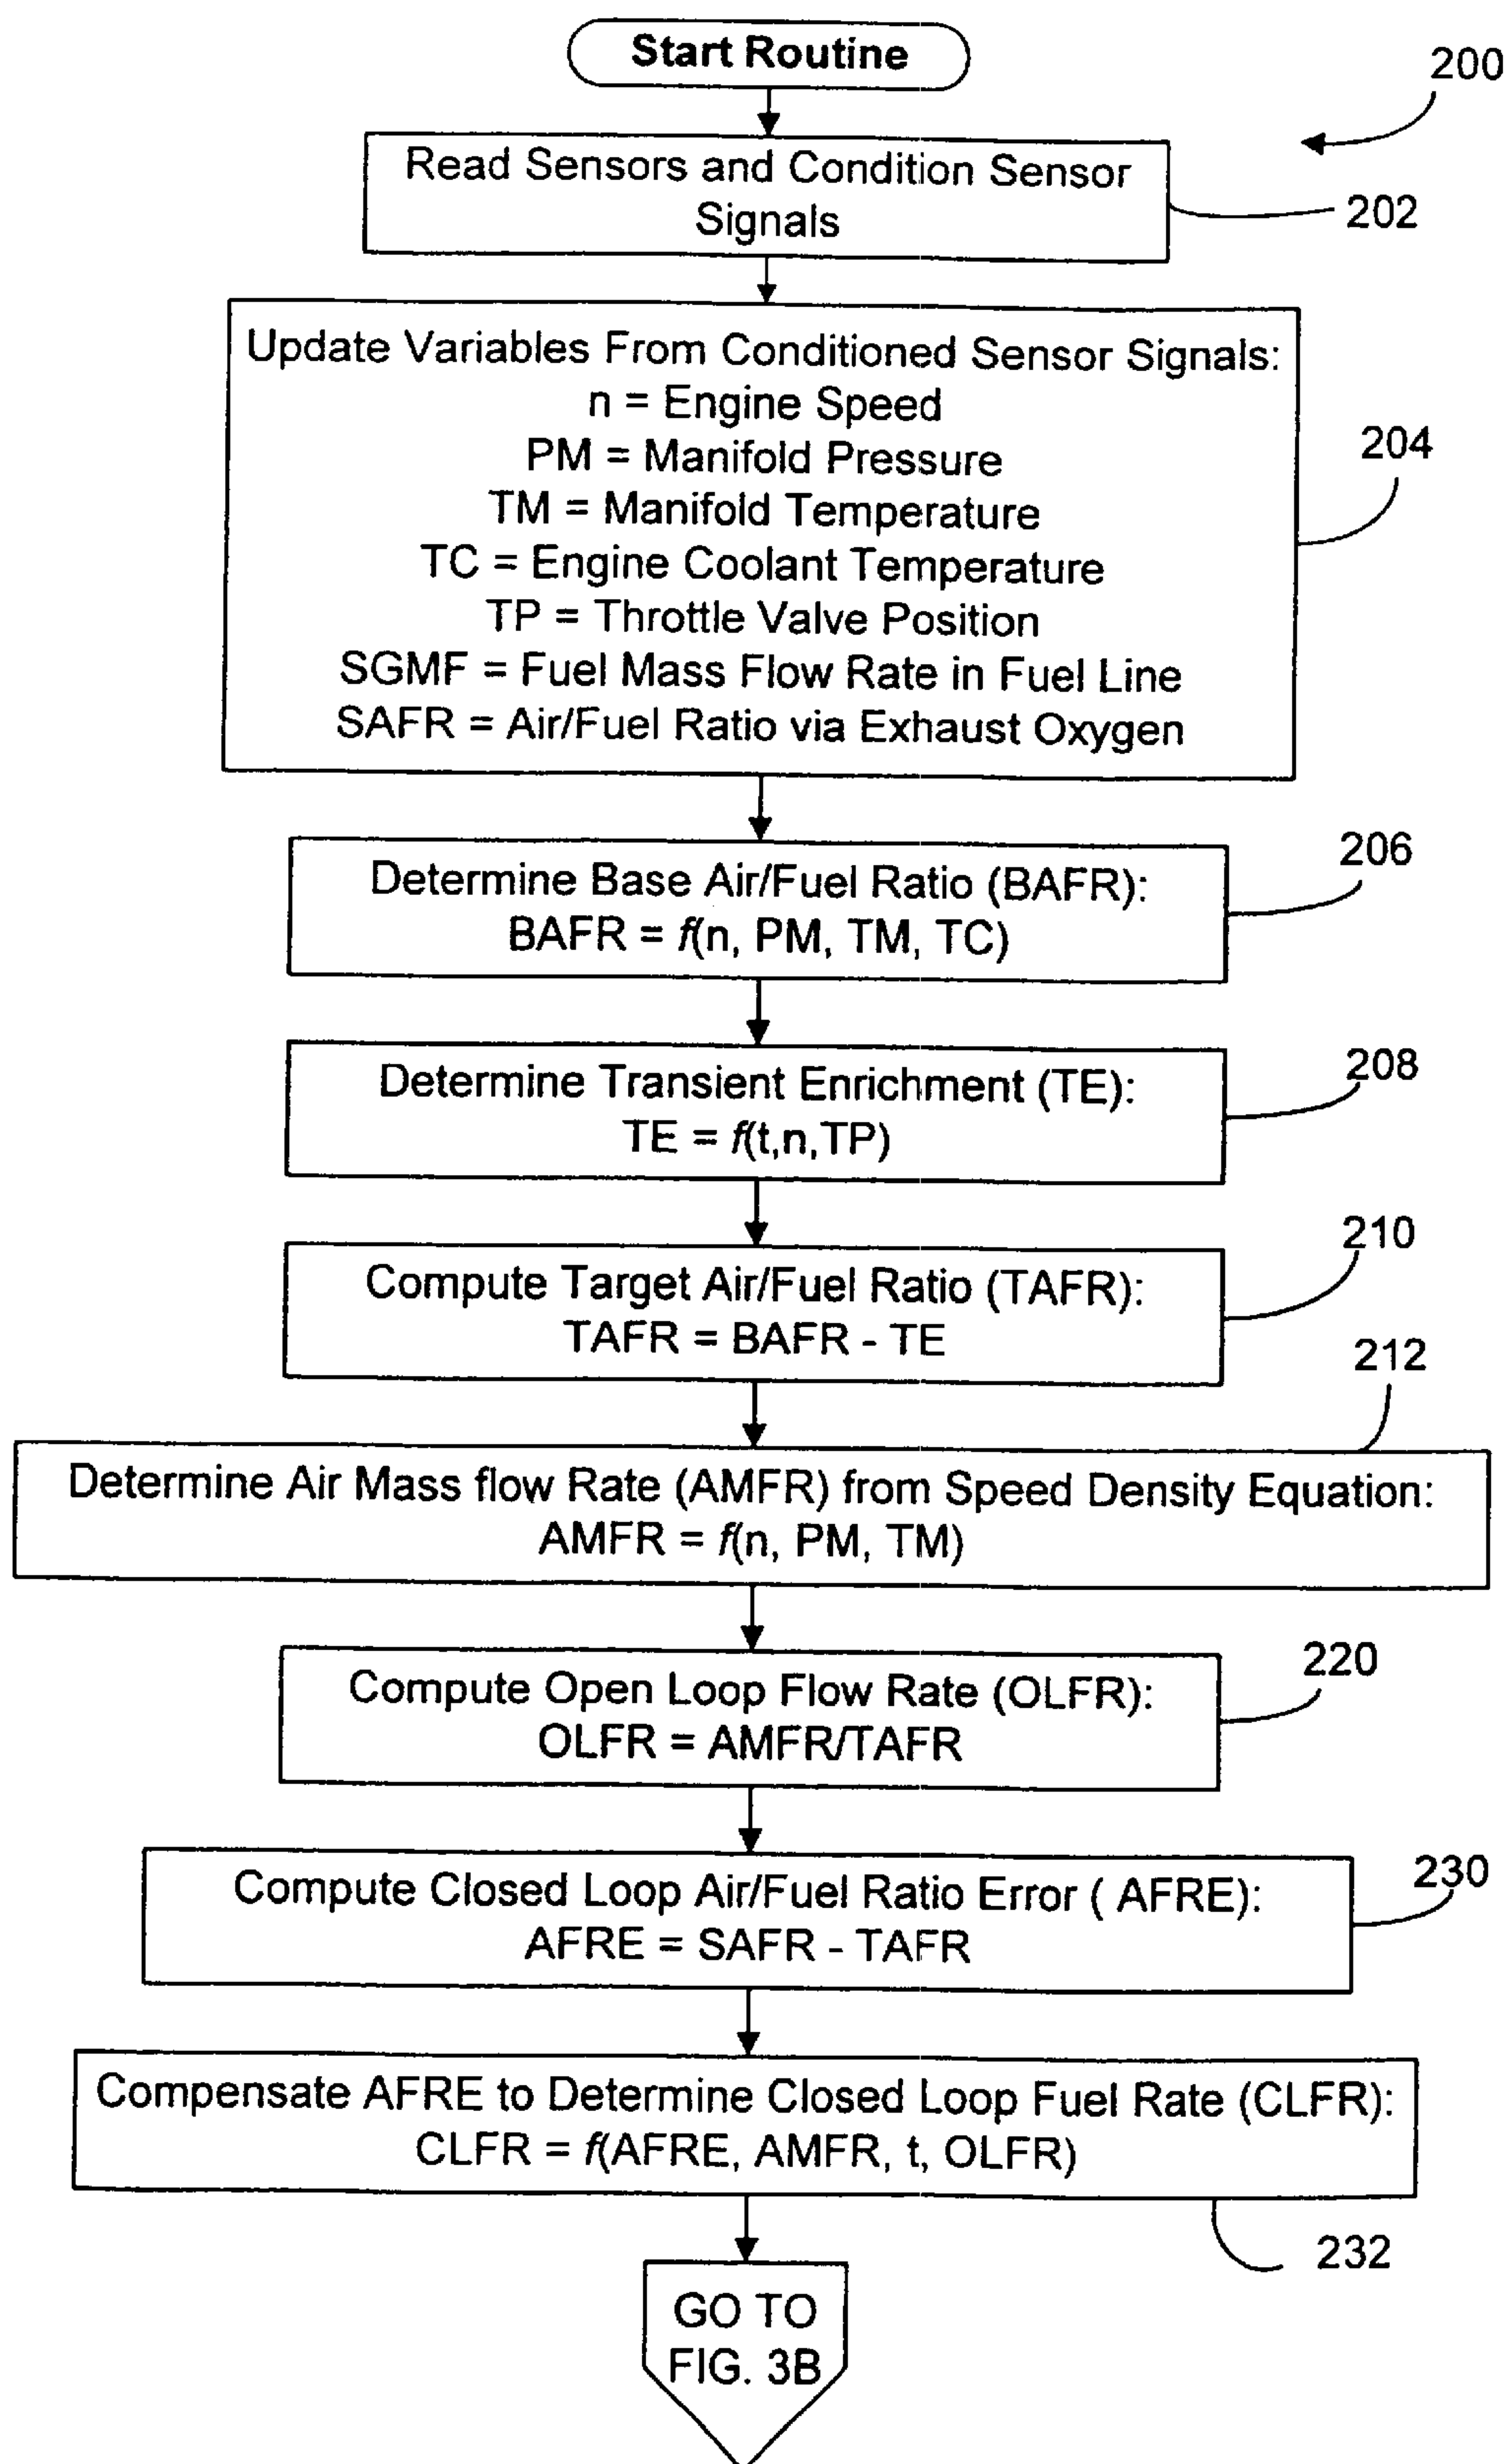 Start Routine
200
Read Sensors and Condition Sensor
Signals
202
Update Variables From Conditioned Sensor Signals:
n = Engine Speed
PM = Manifold Pressure
TM = Manifold Temperature
TC = Engine Coolant Temperature
TP = Throttle Valve Position
SGMF = Fuel Mass Flow Rate in Fuel Line
SAFR = Air/Fuel Ratio via Exhaust Oxygen
204
Determine Base Air/Fuel Ratio (BAFR):
BAFR = f(n, PM, TM, TC)
206
Determine Transient Enrichment (TE):
TE = f(t,n,TP)
208
Compute Target Air/Fuel Ratio (TAFR):
TAFR = BAFR - TE
210
212
Determine Air Mass flow Rate (AMFR) from Speed Density Equation:
AMFR = f(n, PM, TM)
Compute Open Loop Flow Rate (OLFR):
OLFR = AMFR/TAFR
220
Compute Closed Loop Air/Fuel Ratio Error ( AFRE):
AFRE = SAFR - TAFR
230
Compensate AFRE to Determine Closed Loop Fuel Rate (CLFR):
CLFR = f(AFRE, AMFR, t, OLFR)
232
GO TO
FIG. 3B